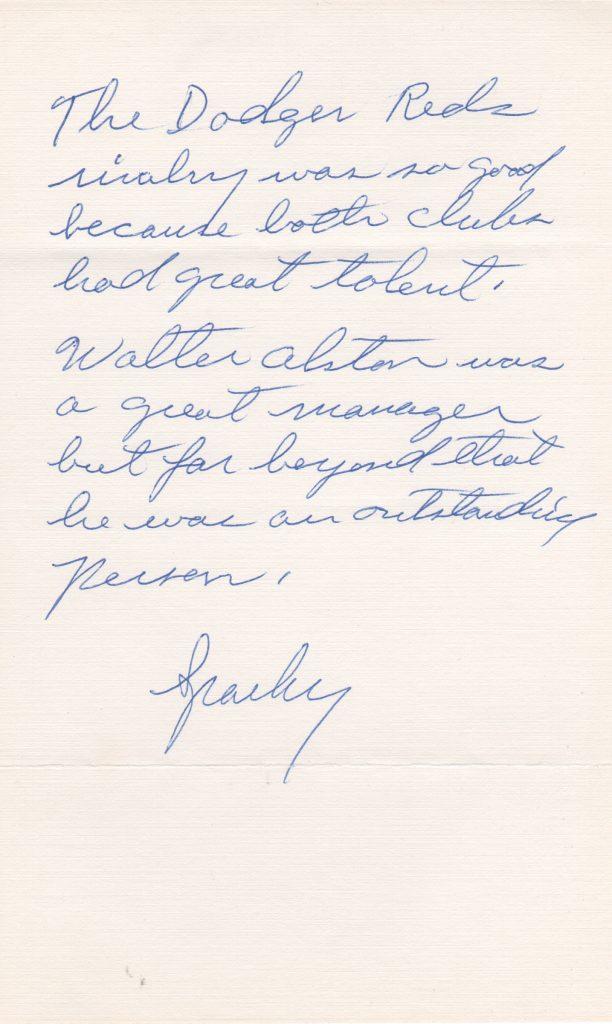 The Dodger Reds
rivalry was so good
because both clubs
had great talent.
Walter Alston was
a great manager
but far beyond that
he was an outstanding
person.
Sparky